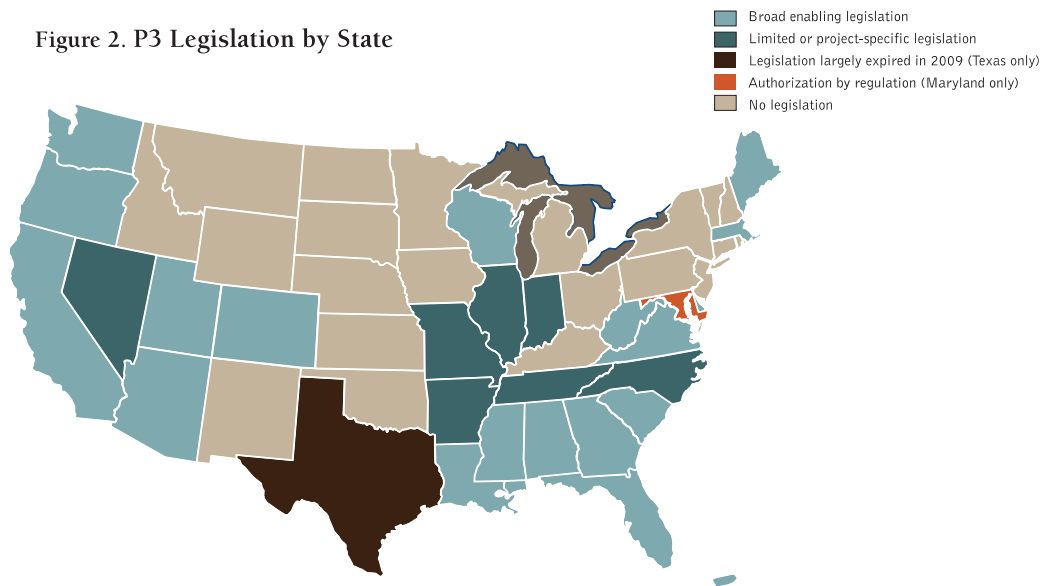 Figure 2. P3 Legislation by State
Broad enabling legislation
Limited or project-specific legislation
Legislation largely expired in 2009 (Texas only)
Authorization by regulation (Maryland only)
No legislation